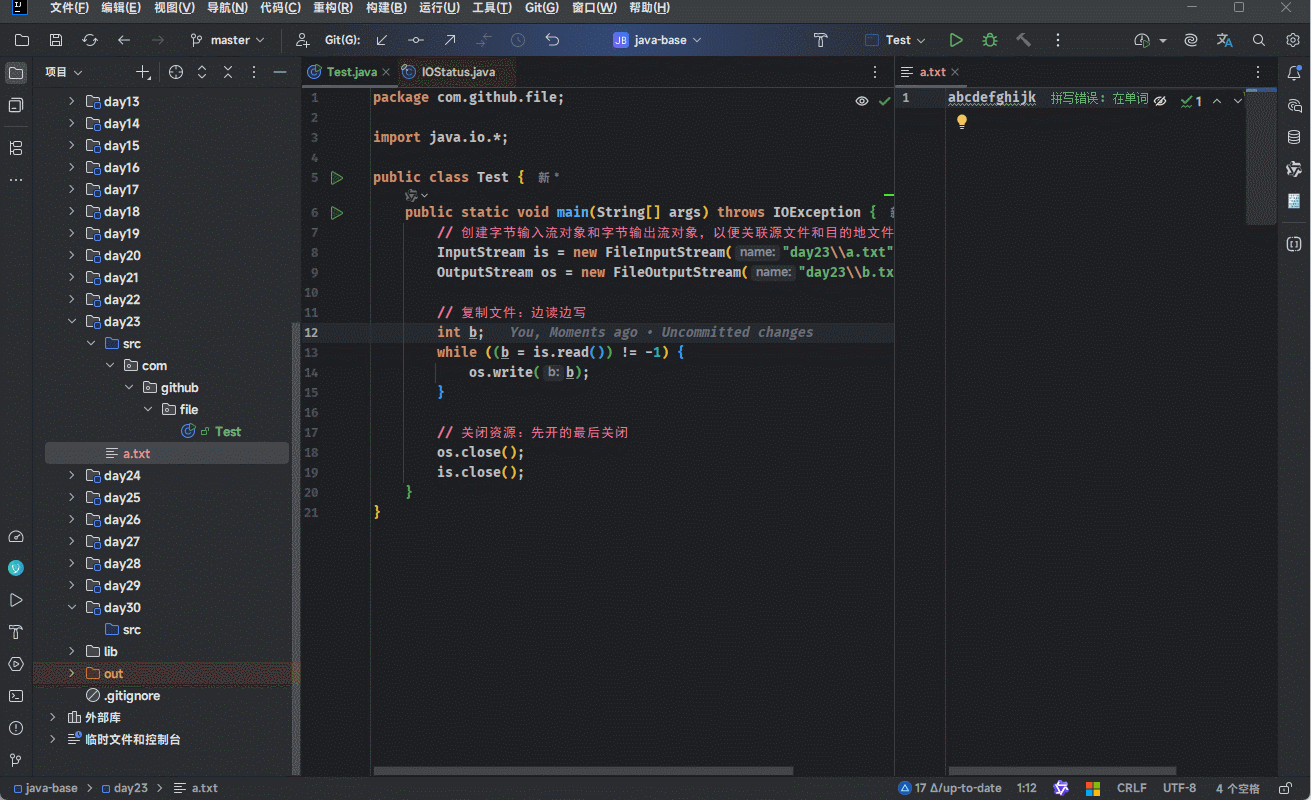 文件(F) 编辑(E) 视图(V) 导航(N) 代码(C) 重构(R) 构建(B) 运行(U) 工具(T) Git(G) 窗口(W) 帮助(H)
master Git(G): JB java-base Test
项目
Test.java IOStatus.java
a.txt
day13
day14
day15
day16
day17
day18
day19
day20
day21
day22
day23
src
com
github
file
Test
a.txt
day24
day25
day26
day27
day28
day29
day30
src
lib
out
.gitignore
外部库
临时文件和控制台
1 package com.github.file;
2
3 import java.io.*;
4
5 public class Test { 新 *
6 public static void main(String[] args) throws IOException {
7 // 创建字节输入流对象和字节输出流对象，以便关联源文件和目的地文件
8 InputStream is = new FileInputStream( name: "day23\\a.txt"
9 OutputStream os = new FileOutputStream( name: "day23\\b.tx
10
11 // 复制文件：边读边写
12 int b; You, Moments ago • Uncommitted changes
13 while ((b = is.read()) != -1) {
14 os.write( b: b);
15 }
16
17 // 关闭资源：先开的最后关闭
18 os.close();
19 is.close();
20 }
21 }
1 abcdefghijk 拼写错误: 在单词 1
java-base day23 a.txt
17 Δ/up-to-date 1:12 CRLF UTF-8 4 个空格